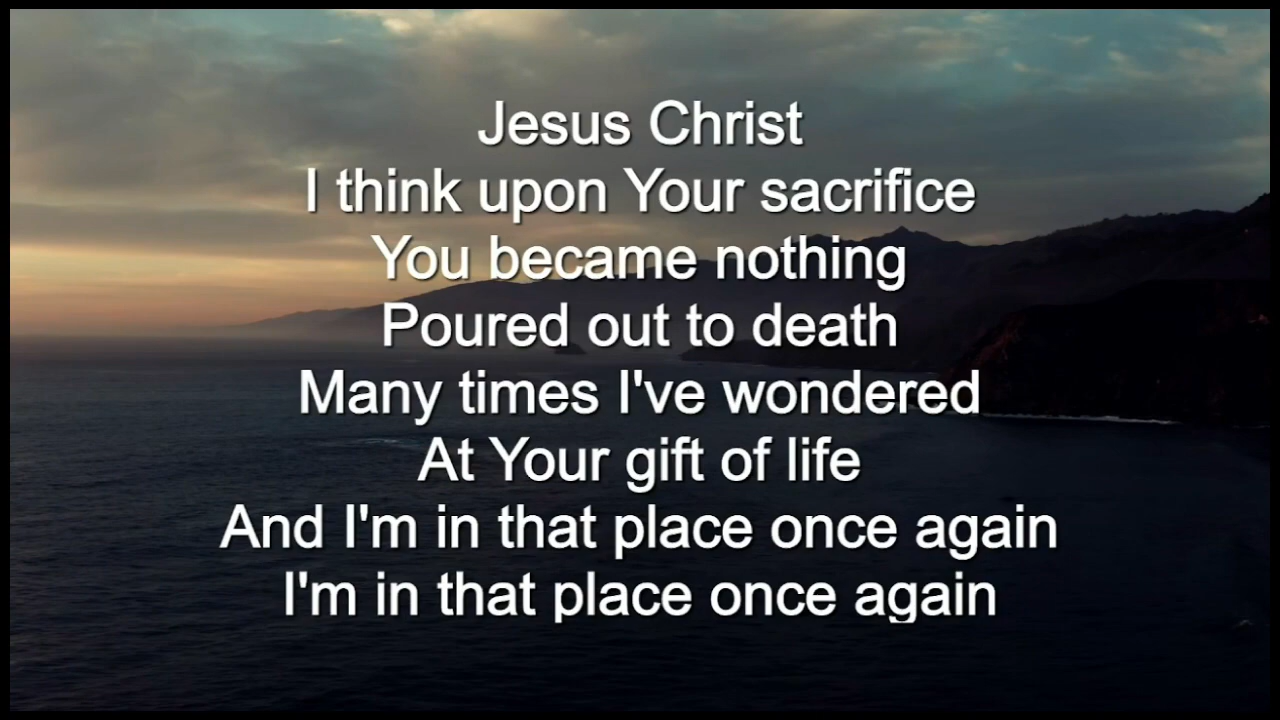 Jesus Christ
I think upon Your sacrifice
You became nothing
Poured out to death
Many times I've wondered
At Your gift of life
And I'm in that place once again
I'm in that place once again